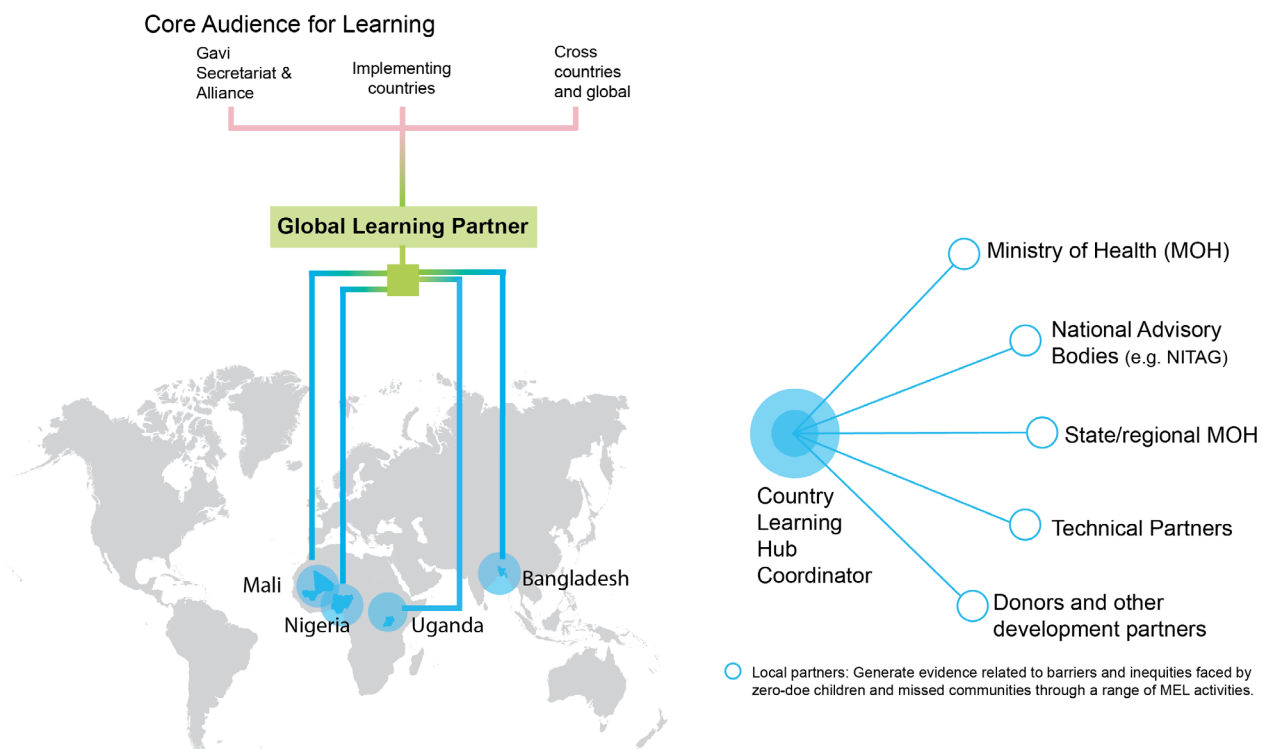 Core Audience for Learning
Gavi
Secretariat &
Alliance
Implementing
countries
Cross
countries
and global
Global Learning Partner
Mali
Nigeria
Uganda
Bangladesh
Country
Learning
Hub
Coordinator
Ministry of Health (MOH)
National Advisory
Bodies (e.g. NITAG)
State/regional MOH
Technical Partners
Donors and other
development partners
Local partners: Generate evidence related to barriers and inequities faced by
zero-doe children and missed communities through a range of MEL activities.